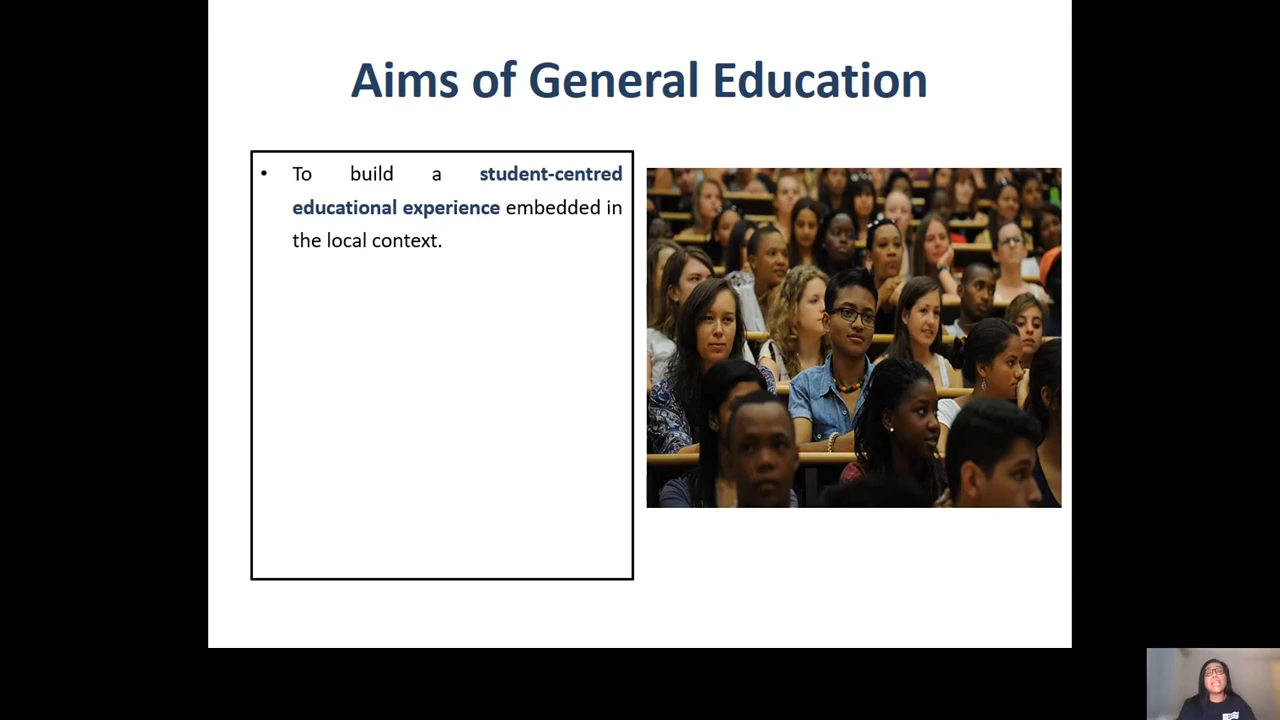 Aims of General Education
• To build a student-centred
educational experience embedded in
the local context.